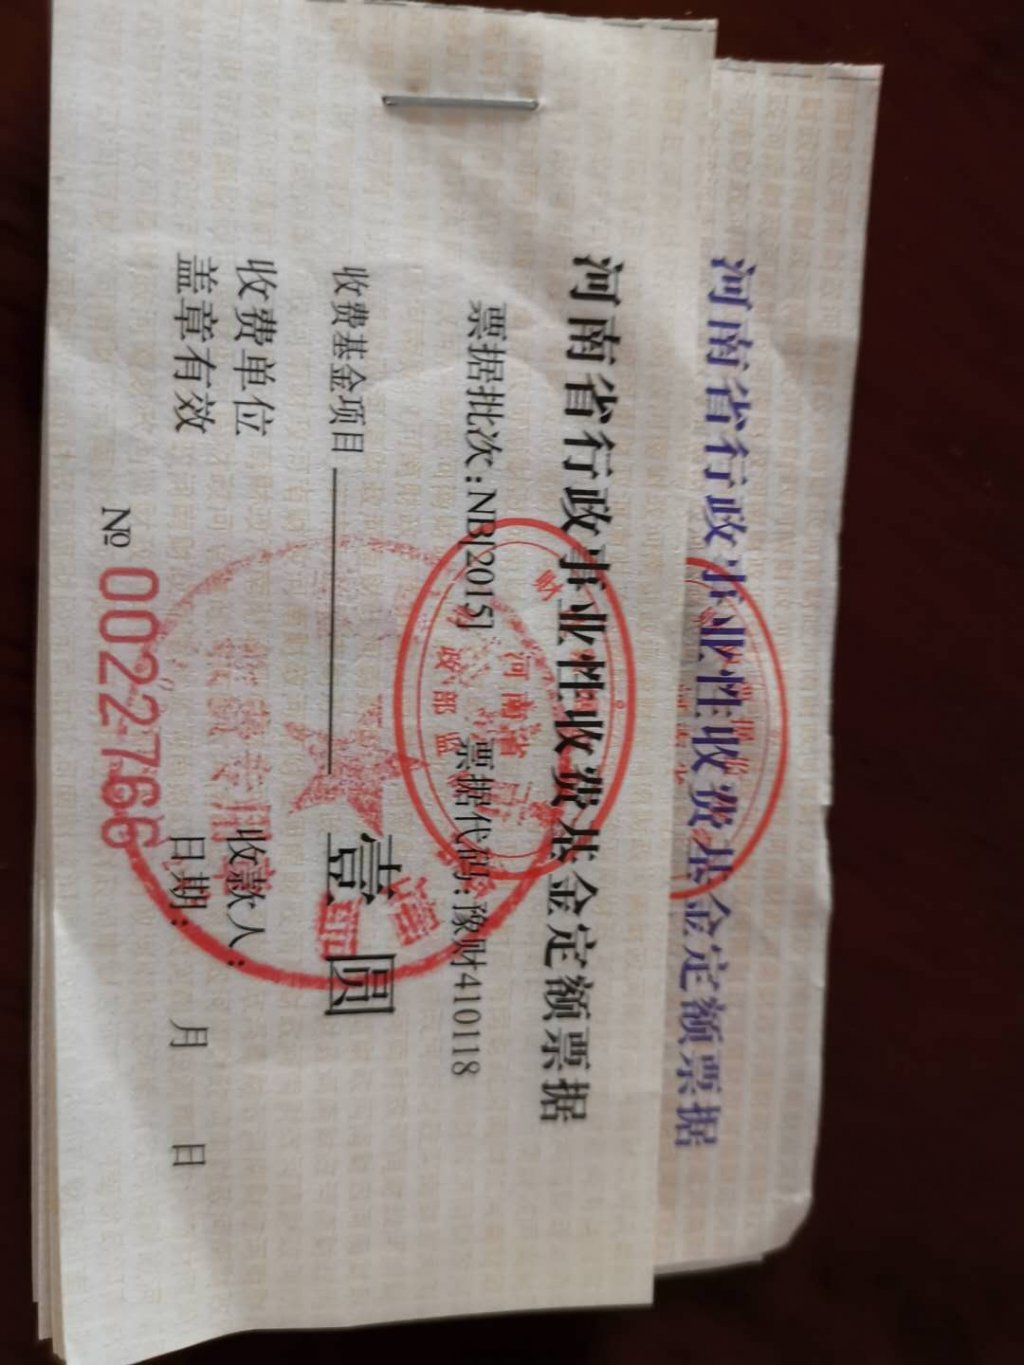 河南省行政事业性收费基金定额票据
河南省行政事业性收费基金定额票据
票据批次:NB[2015] 票据代码:豫财410118
收费基金项目 壹圆
收费单位 收款人:
盖章有效 日期: 月 日
№ 0022766